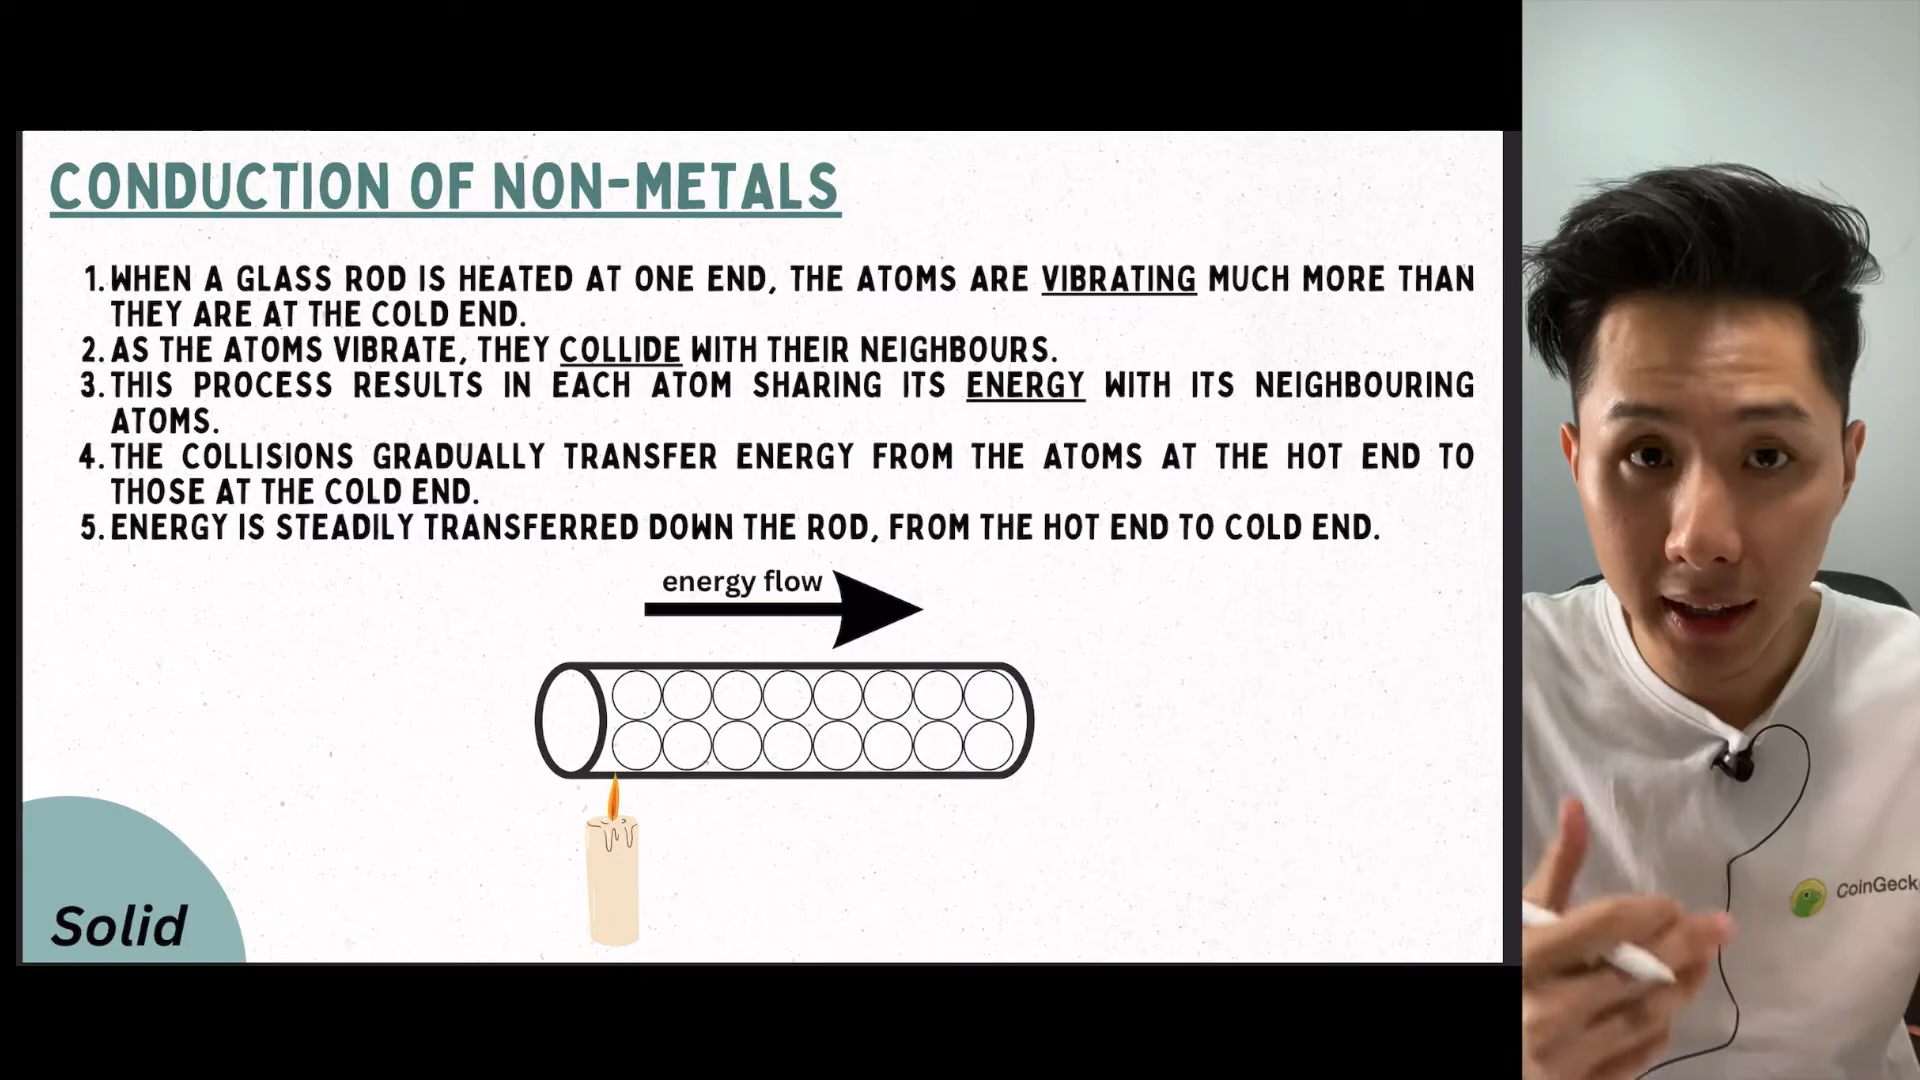 CONDUCTION OF NON-METALS
1. WHEN A GLASS ROD IS HEATED AT ONE END, THE ATOMS ARE VIBRATING MUCH MORE THAN
THEY ARE AT THE COLD END.
2. AS THE ATOMS VIBRATE, THEY COLLIDE WITH THEIR NEIGHBOURS.
3. THIS PROCESS RESULTS IN EACH ATOM SHARING ITS ENERGY WITH ITS NEIGHBOURING
ATOMS.
4. THE COLLISIONS GRADUALLY TRANSFER ENERGY FROM THE ATOMS AT THE HOT END TO
THOSE AT THE COLD END.
5. ENERGY IS STEADILY TRANSFERRED DOWN THE ROD, FROM THE HOT END TO COLD END.
energy flow
Solid
CoinGeck